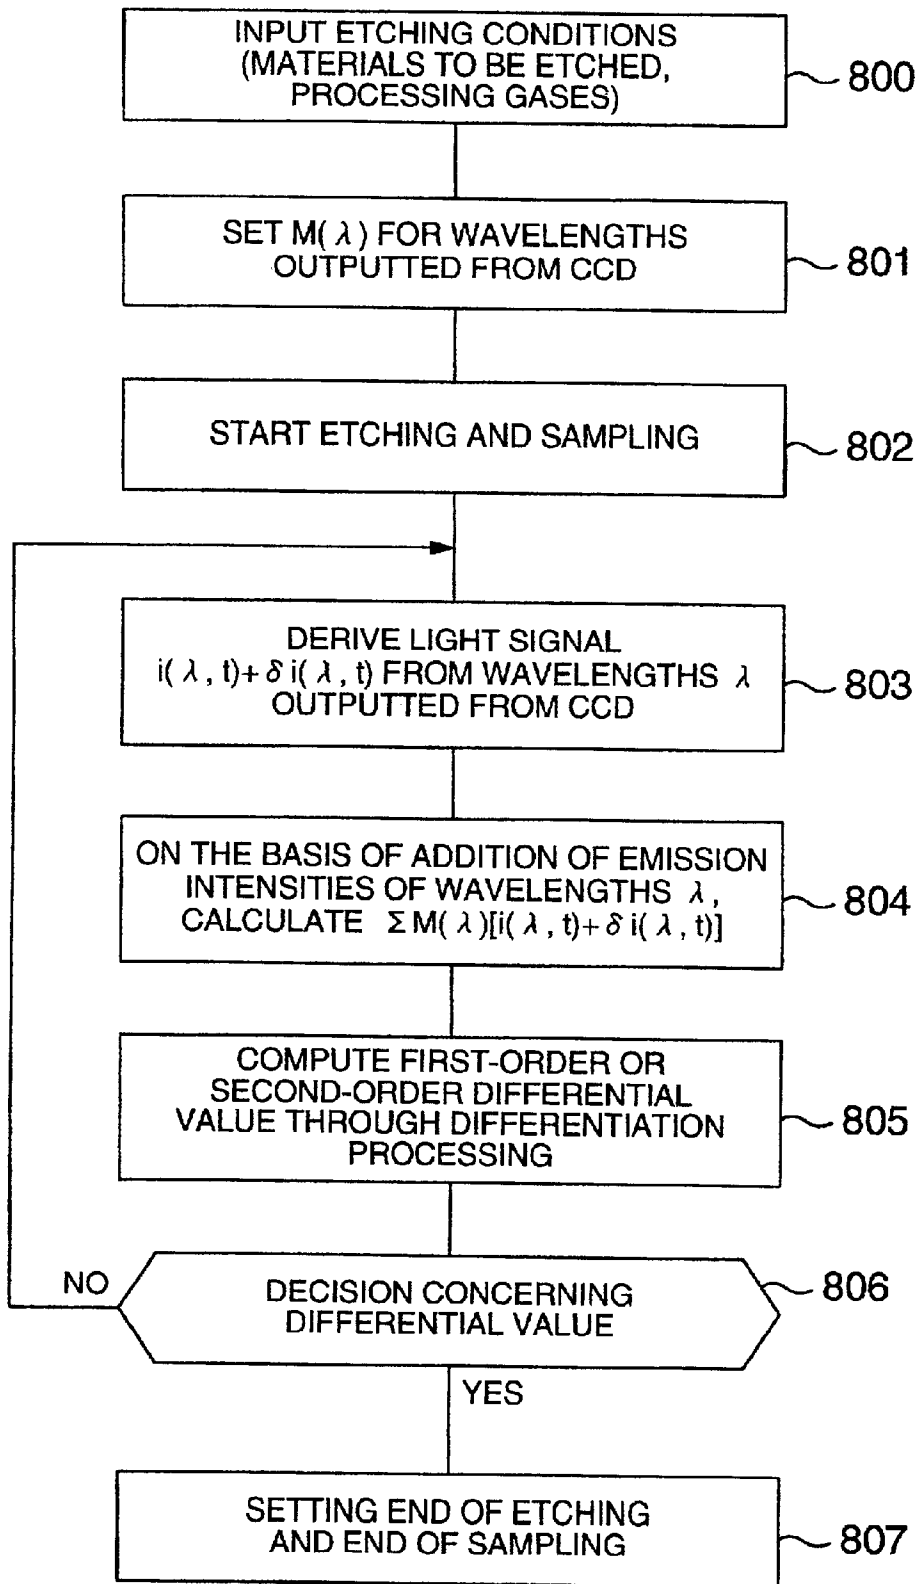 INPUT ETCHING CONDITIONS
(MATERIALS TO BE ETCHED,
PROCESSING GASES)
800
SET M(λ) FOR WAVELENGTHS
OUTPUTTED FROM CCD
801
START ETCHING AND SAMPLING
802
DERIVE LIGHT SIGNAL
i(λ, t)+δ i(λ, t) FROM WAVELENGTHS λ
OUTPUTTED FROM CCD
803
ON THE BASIS OF ADDITION OF EMISSION
INTENSITIES OF WAVELENGTHS λ,
CALCULATE ΣM(λ)[i(λ, t)+δ i(λ, t)]
804
COMPUTE FIRST-ORDER OR
SECOND-ORDER DIFFERENTIAL
VALUE THROUGH DIFFERENTIATION
PROCESSING
805
NO
DECISION CONCERNING
DIFFERENTIAL VALUE
806
YES
SETTING END OF ETCHING
AND END OF SAMPLING
807